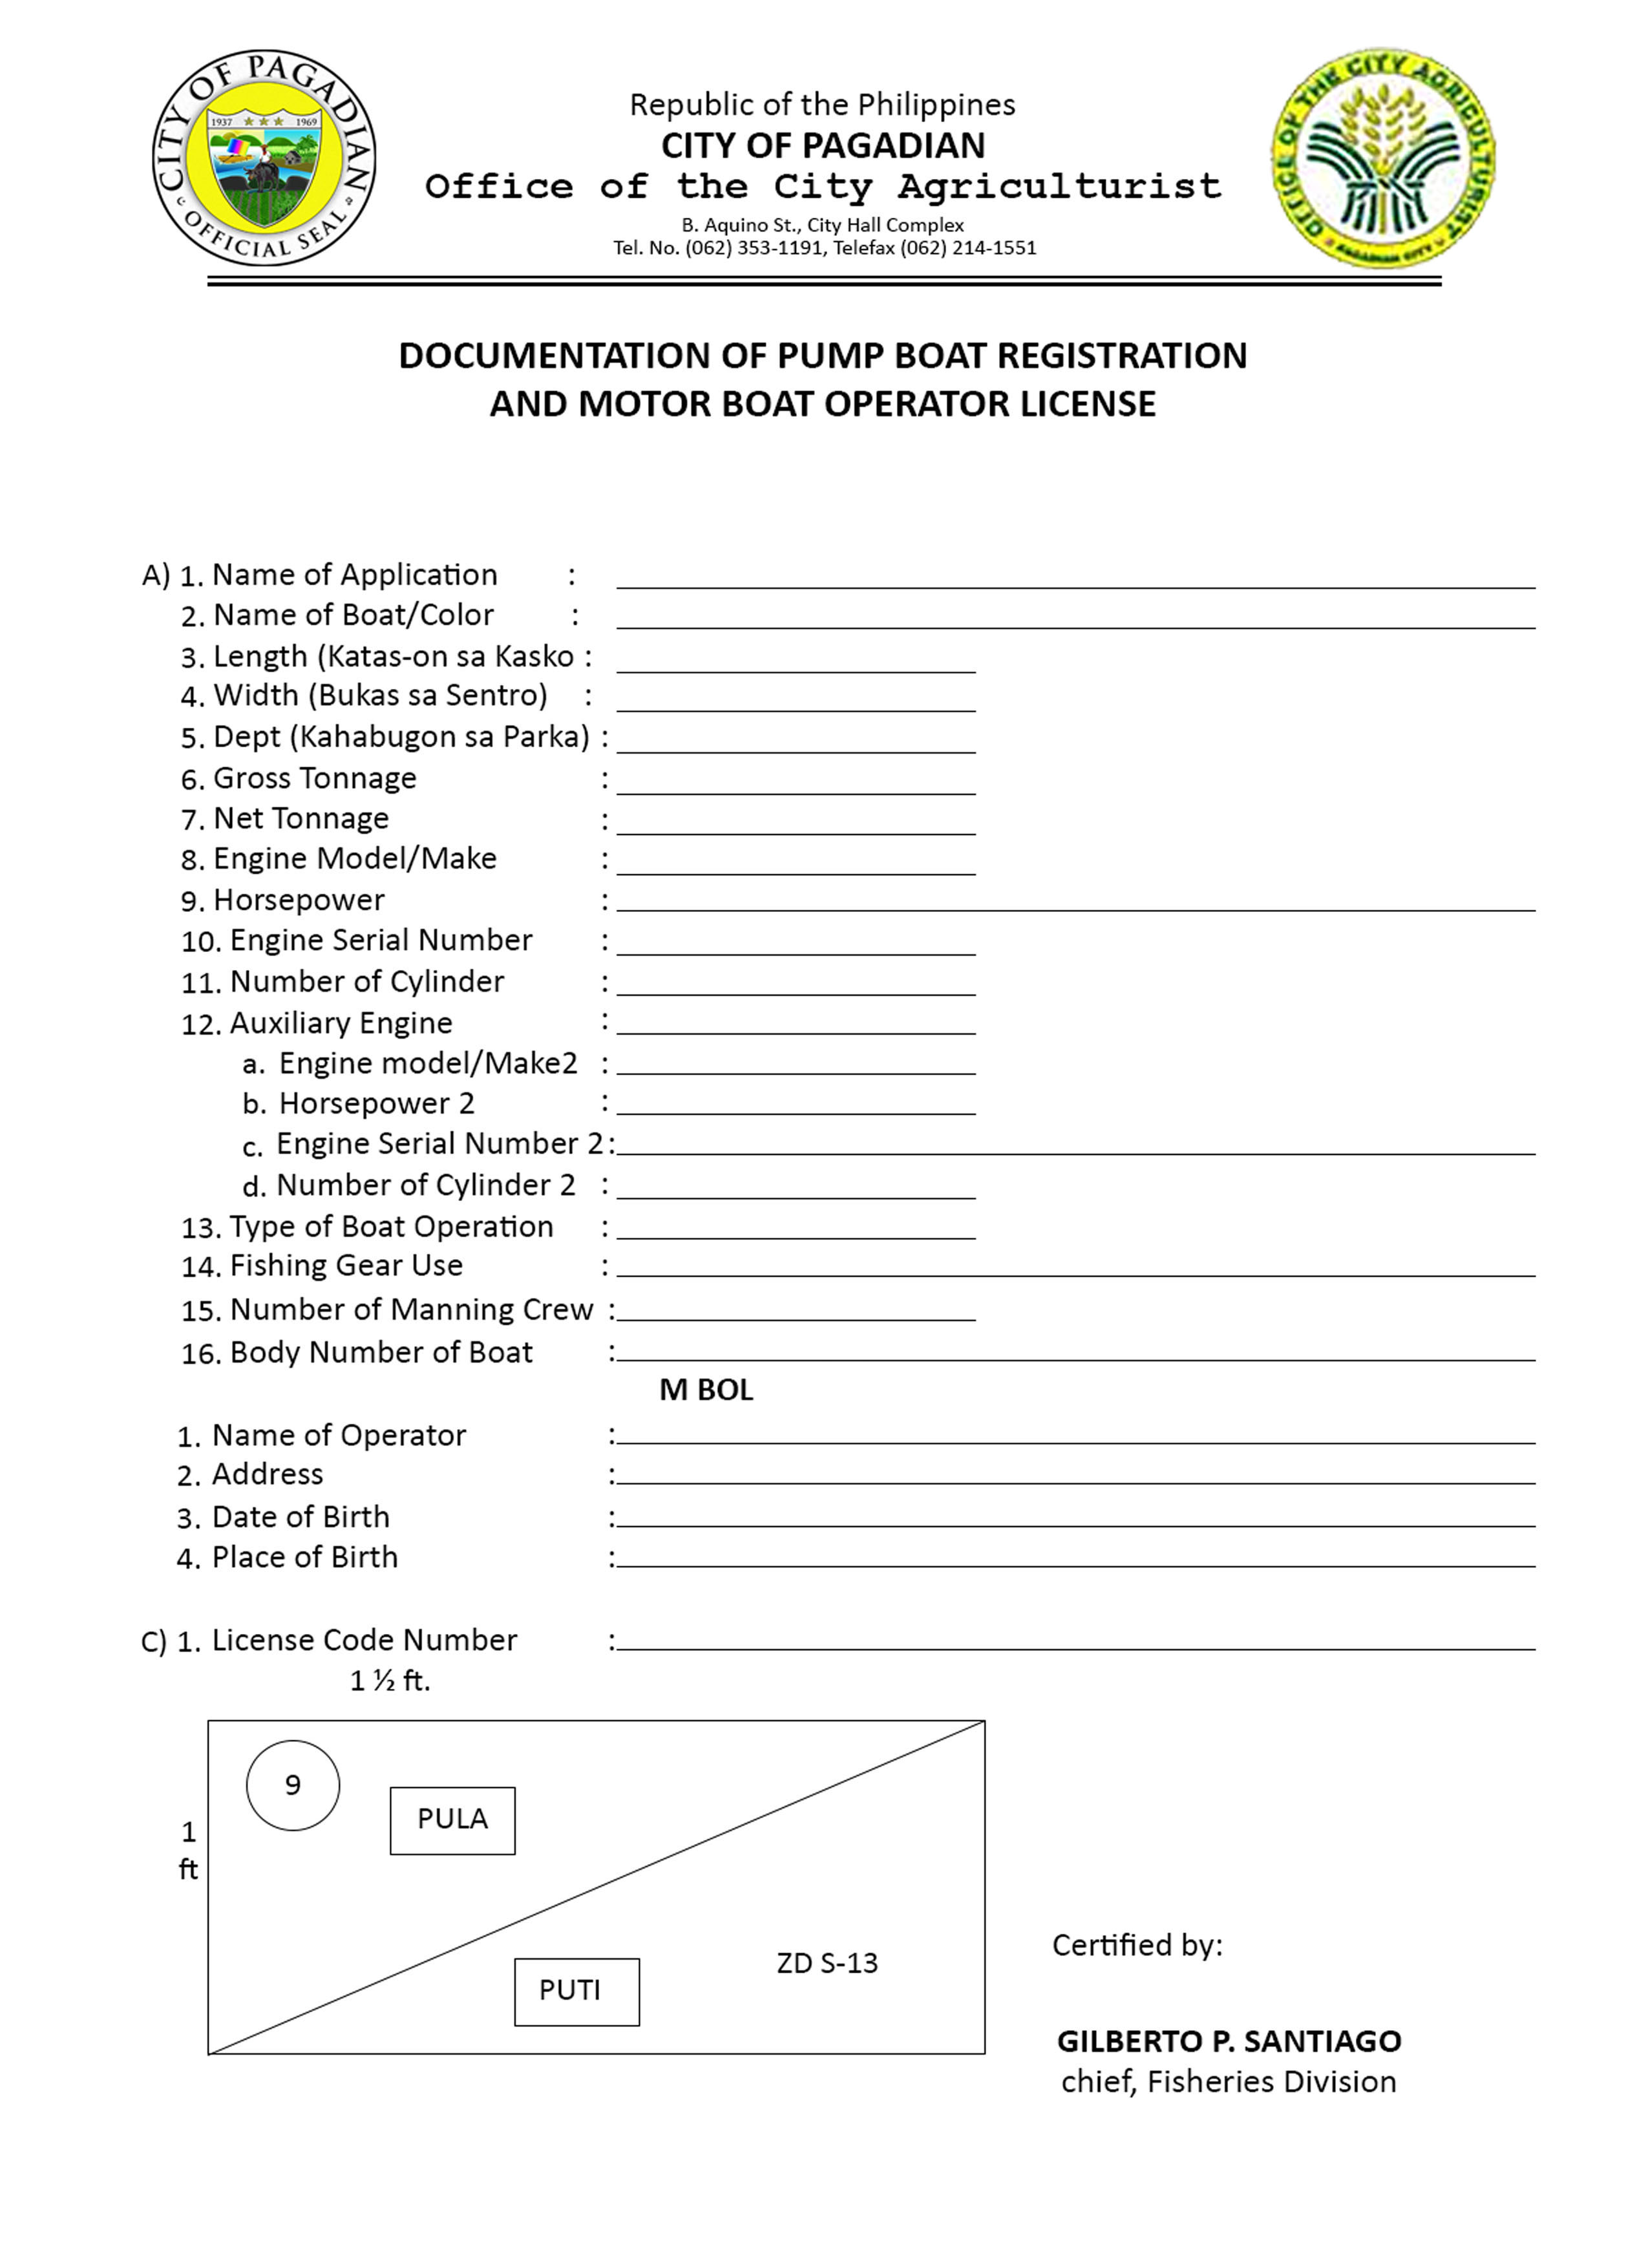 CITY OF PAGADIAN
1937 1969
OFFICIAL SEAL
Republic of the Philippines
CITY OF PAGADIAN
Office of the City Agriculturist
B. Aquino St., City Hall Complex
Tel. No. (062) 353-1191, Telefax (062) 214-1551
OFFICE OF THE CITY AGRICULTURIST
PAGADIAN CITY
DOCUMENTATION OF PUMP BOAT REGISTRATION
AND MOTOR BOAT OPERATOR LICENSE
A) 1. Name of Application :
2. Name of Boat/Color :
3. Length (Katas-on sa Kasko :
4. Width (Bukas sa Sentro) :
5. Dept (Kahabugon sa Parka) :
6. Gross Tonnage :
7. Net Tonnage :
8. Engine Model/Make :
9. Horsepower :
10. Engine Serial Number :
11. Number of Cylinder :
12. Auxiliary Engine :
a. Engine model/Make2 :
b. Horsepower 2 :
c. Engine Serial Number 2 :
d. Number of Cylinder 2 :
13. Type of Boat Operation :
14. Fishing Gear Use :
15. Number of Manning Crew :
16. Body Number of Boat :
M BOL
1. Name of Operator :
2. Address :
3. Date of Birth :
4. Place of Birth :
C) 1. License Code Number :
1 ½ ft.
9
PULA
1
ft
PUTI
ZD S-13
Certified by:
GILBERTO P. SANTIAGO
chief, Fisheries Division